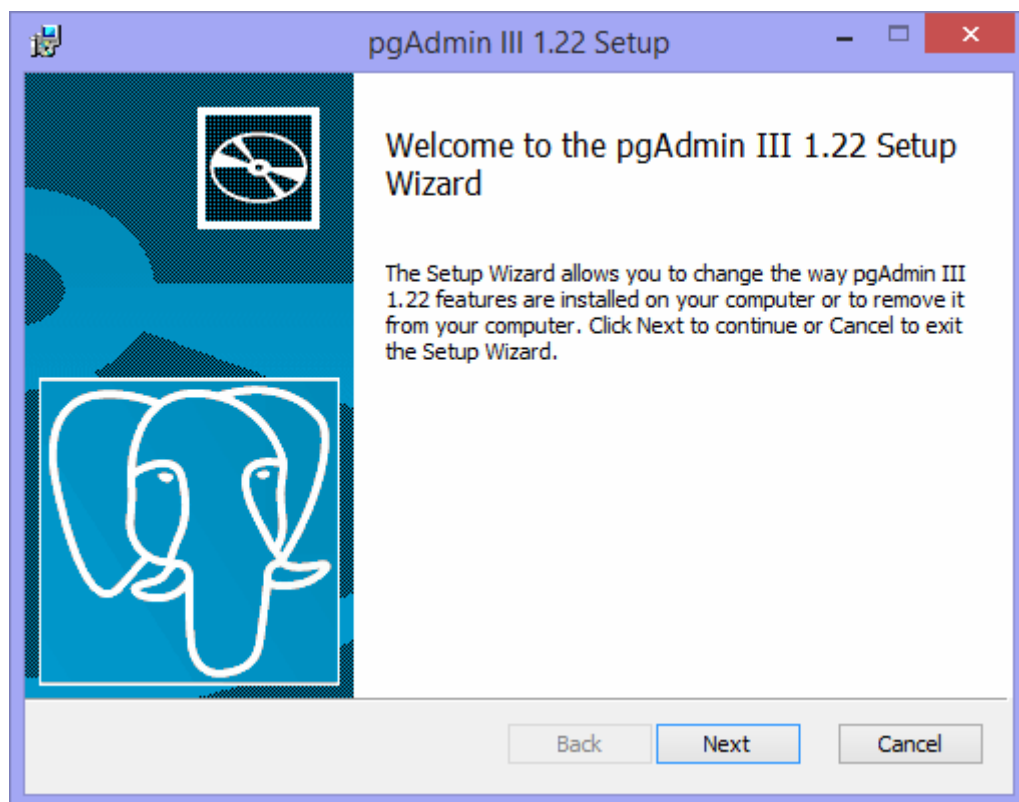 pgAdmin III 1.22 Setup
Welcome to the pgAdmin III 1.22 Setup
Wizard
The Setup Wizard allows you to change the way pgAdmin III
1.22 features are installed on your computer or to remove it
from your computer. Click Next to continue or Cancel to exit
the Setup Wizard.
Back Next Cancel